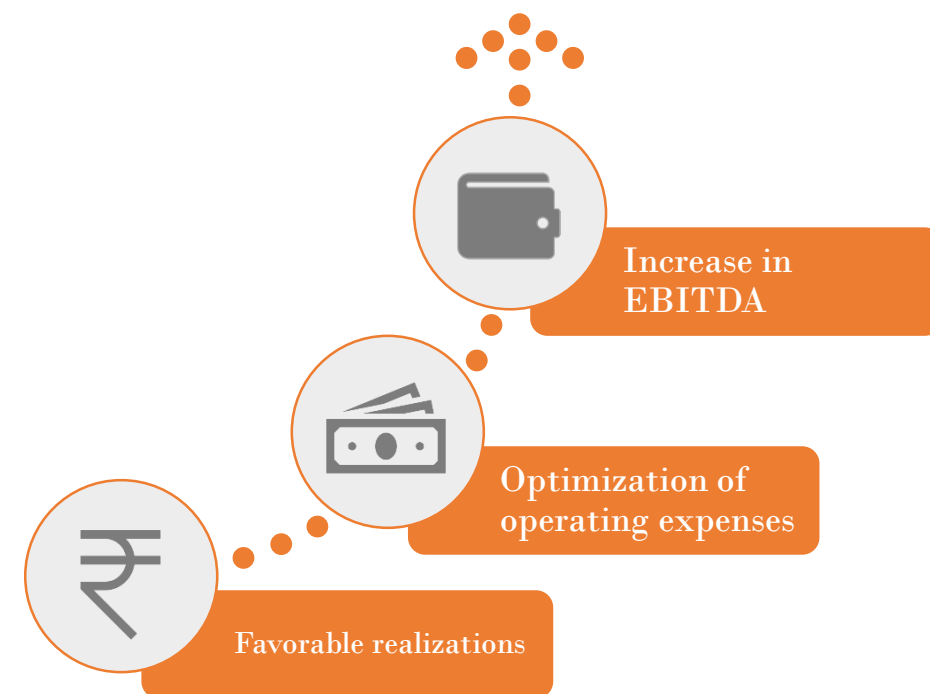 Increase in
EBITDA
Optimization of
operating expenses
₹
Favorable realizations